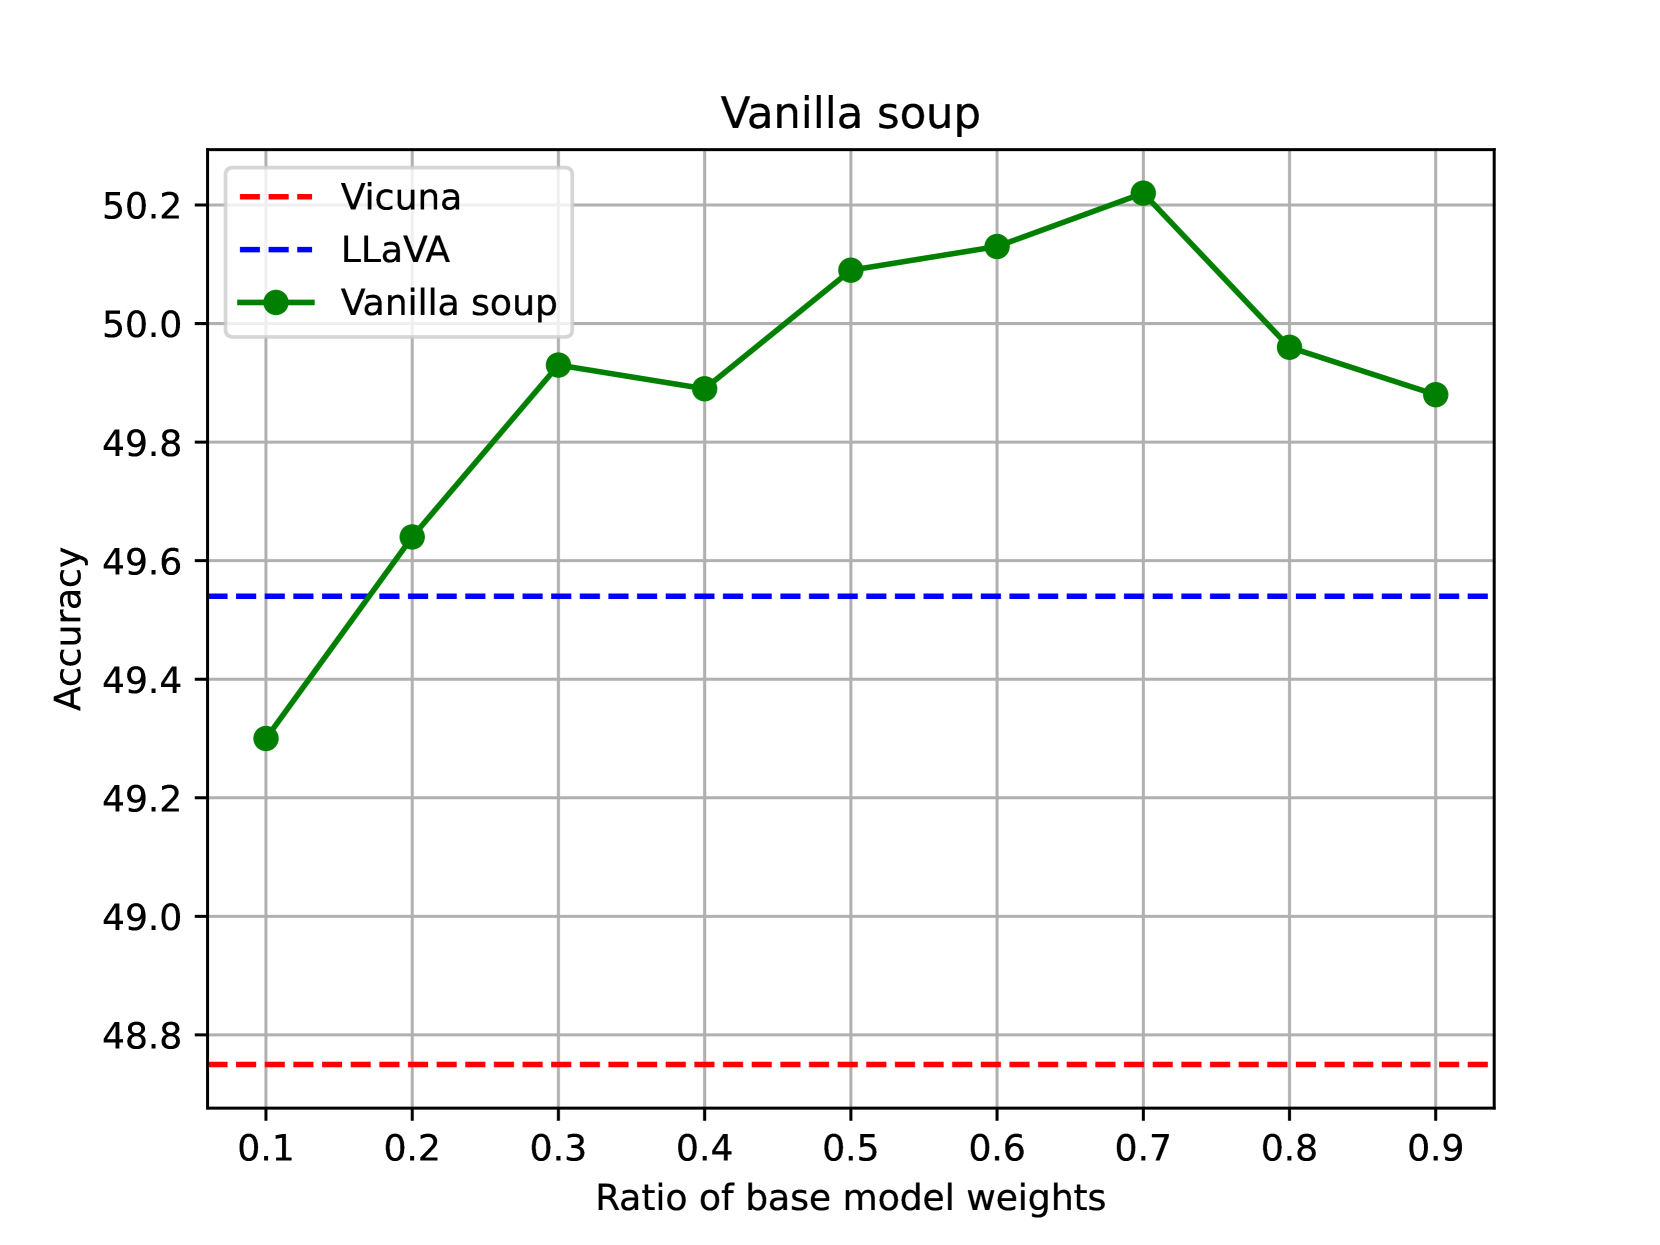 Vanilla soup
Vicuna
LLaVA
Vanilla soup
50.2
50.0
49.8
49.6
49.4
49.2
49.0
48.8
Accuracy
0.1 0.2 0.3 0.4 0.5 0.6 0.7 0.8 0.9
Ratio of base model weights